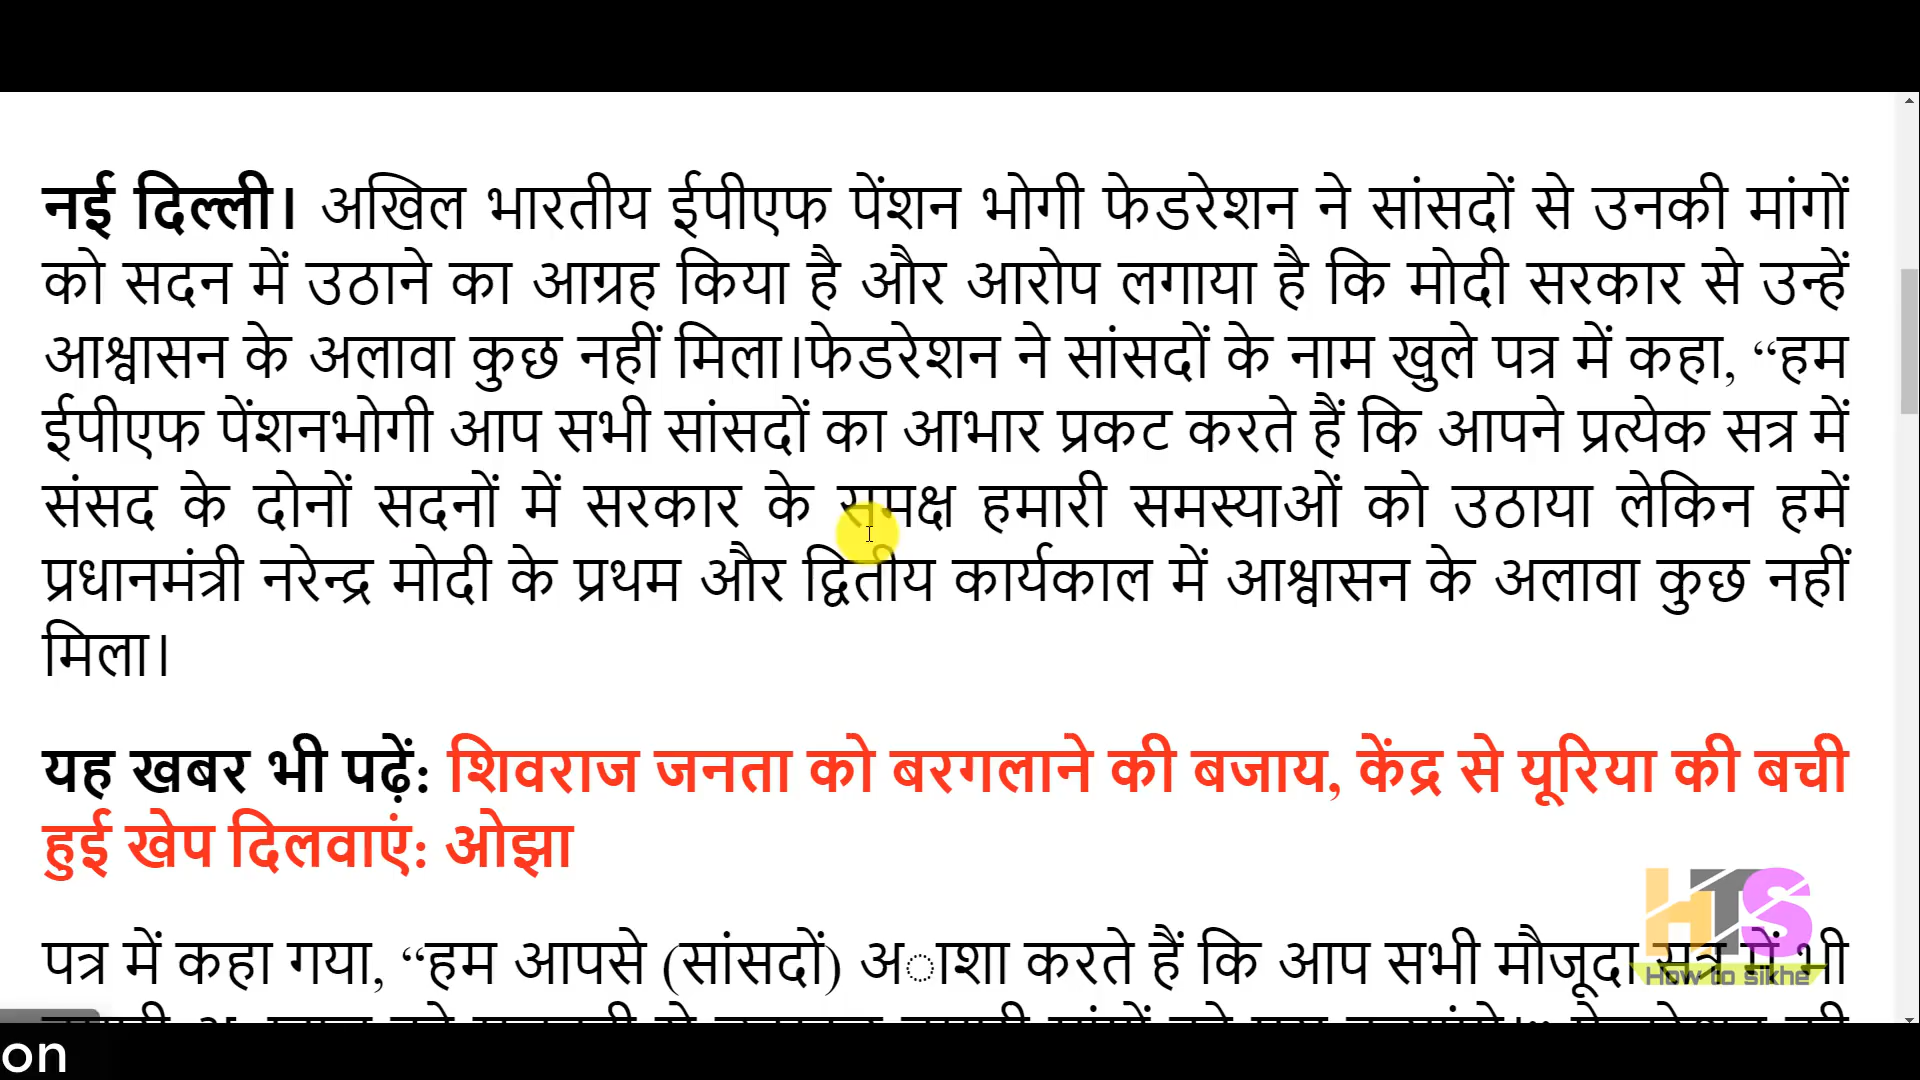 नई दिल्ली। अखिल भारतीय ईपीएफ पेंशन भोगी फेडरेशन ने सांसदों से उनकी मांगों
को सदन में उठाने का आग्रह किया है और आरोप लगाया है कि मोदी सरकार से उन्हें
आश्वासन के अलावा कुछ नहीं मिला।फेडरेशन ने सांसदों के नाम खुले पत्र में कहा, “हम
ईपीएफ पेंशनभोगी आप सभी सांसदों का आभार प्रकट करते हैं कि आपने प्रत्येक सत्र में
संसद के दोनों सदनों में सरकार के समक्ष हमारी समस्याओं को उठाया लेकिन हमें
प्रधानमंत्री नरेन्द्र मोदी के प्रथम और द्वितीय कार्यकाल में आश्वासन के अलावा कुछ नहीं
मिला।
यह खबर भी पढ़ें: शिवराज जनता को बरगलाने की बजाय, केंद्र से यूरिया की बची
हुई खेप दिलवाएं: ओझा
पत्र में कहा गया, “हम आपसे (सांसदों) अाशा करते हैं कि आप सभी मौजूदा सत्र में भी
HTS
How to sikhe
on